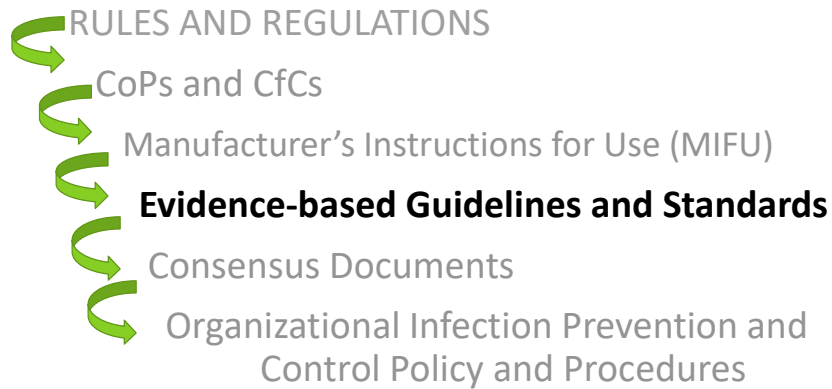 RULES AND REGULATIONS
CoPs and CfCs
Manufacturer’s Instructions for Use (MIFU)
Evidence-based Guidelines and Standards
Consensus Documents
Organizational Infection Prevention and
Control Policy and Procedures